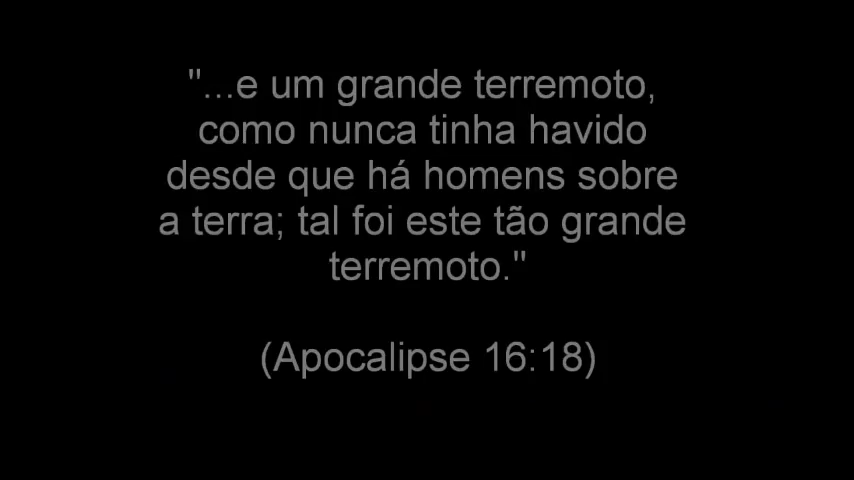 "...e um grande terremoto,
como nunca tinha havido
desde que há homens sobre
a terra; tal foi este tão grande
terremoto."
(Apocalipse 16:18)